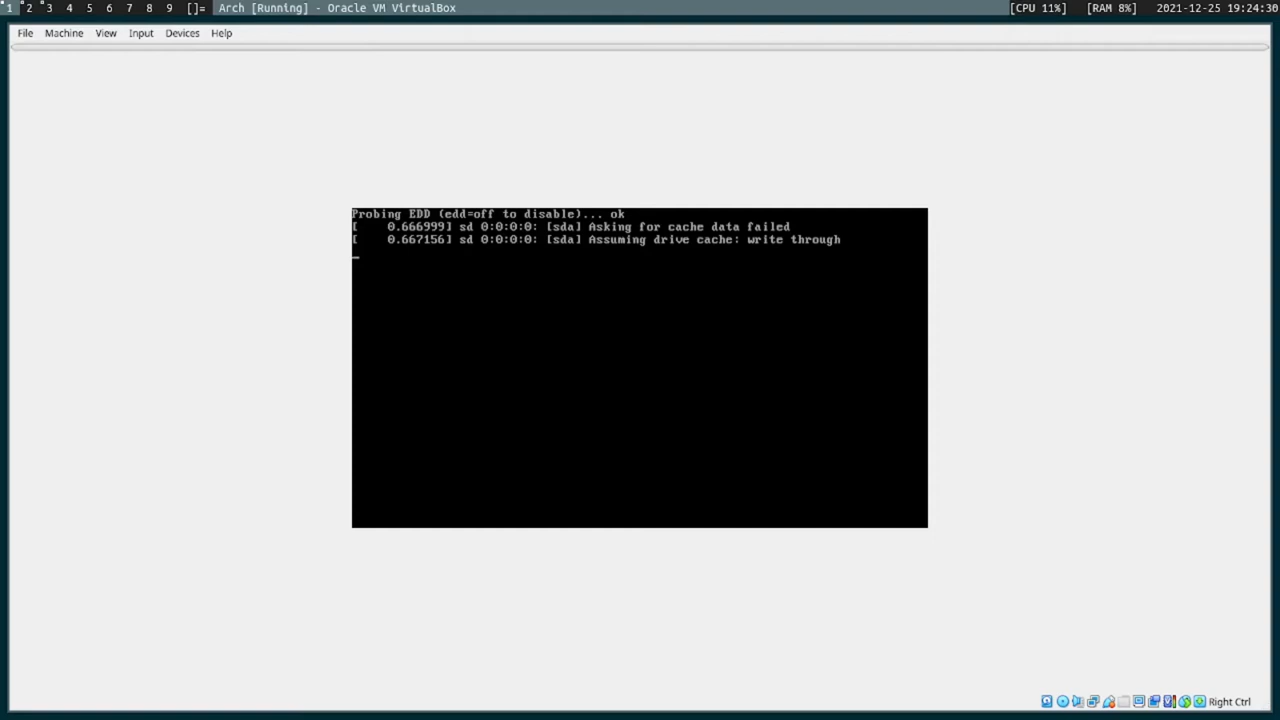 1 2 3 4 5 6 7 8 9 []= Arch [Running] - Oracle VM VirtualBox [CPU 11%] [RAM 8%] 2021-12-25 19:24:30
File Machine View Input Devices Help
Probing EDD (edd=off to disable)... ok
[    0.666999] sd 0:0:0:0: [sda] Asking for cache data failed
[    0.667156] sd 0:0:0:0: [sda] Assuming drive cache: write through
_
Right Ctrl